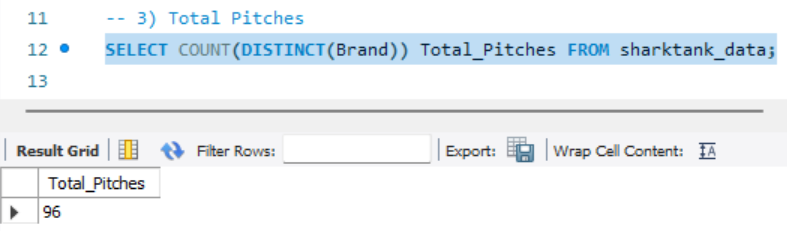 11 -- 3) Total Pitches
12 SELECT COUNT(DISTINCT(Brand)) Total_Pitches FROM sharktank_data;
13
Result Grid Filter Rows: Export: Wrap Cell Content: IA
Total_Pitches
96